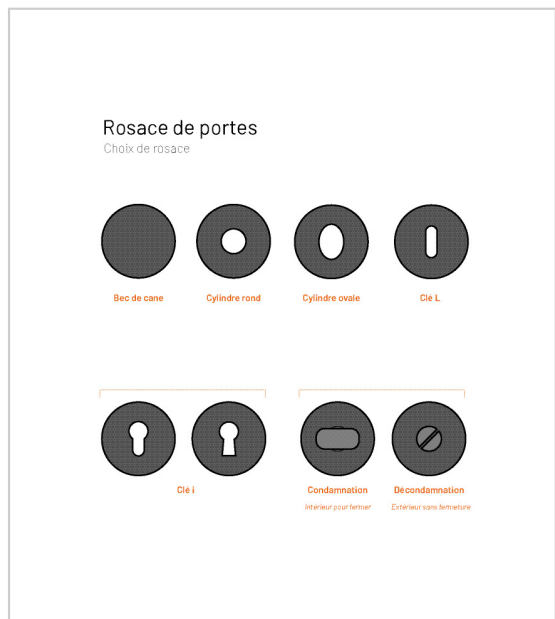 Rosace de portes
Choix de rosace
Bec de cane
Cylindre rond
Cylindre ovale
Clé L
Clé i
Condamnation
Décondamnation
Intérieur pour fermer
Extérieur sans fermeture